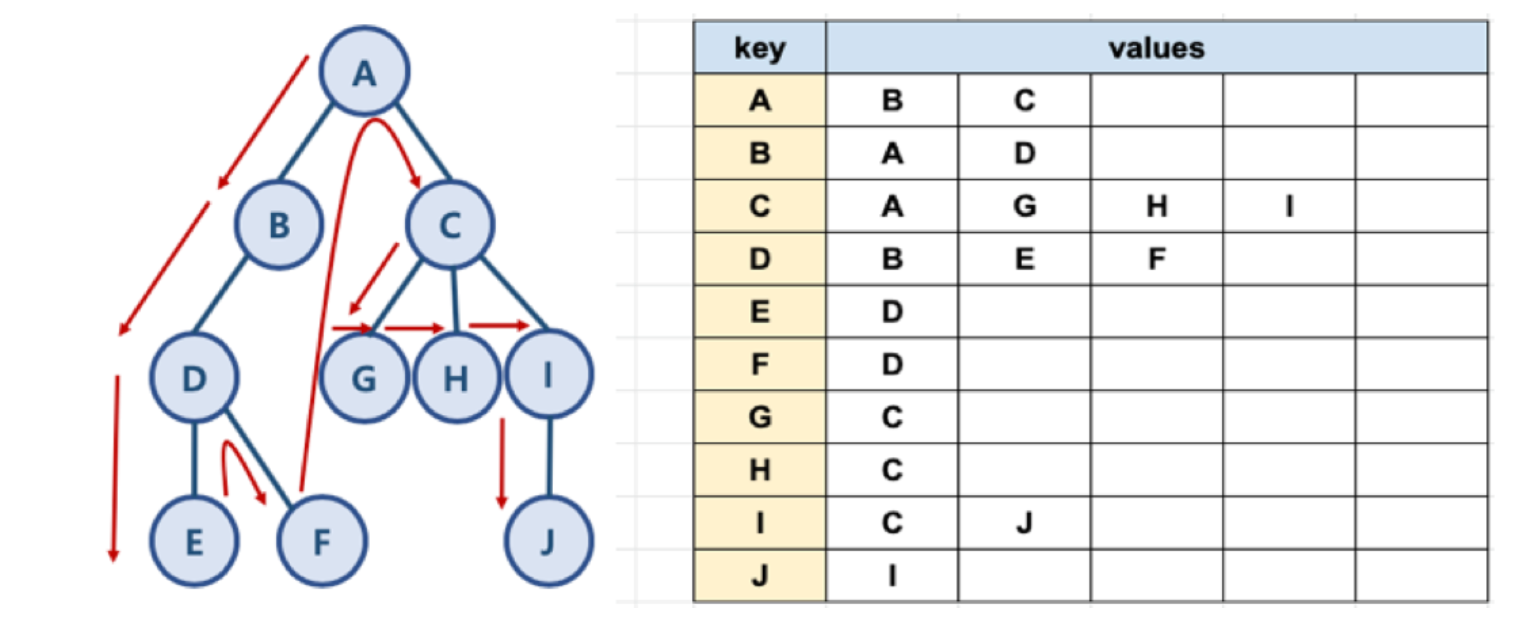 A
B
C
D
G
H
I
E
F
J
key values
A B C
B A D
C A G H I
D B E F
E D
F D
G C
H C
I C J
J I